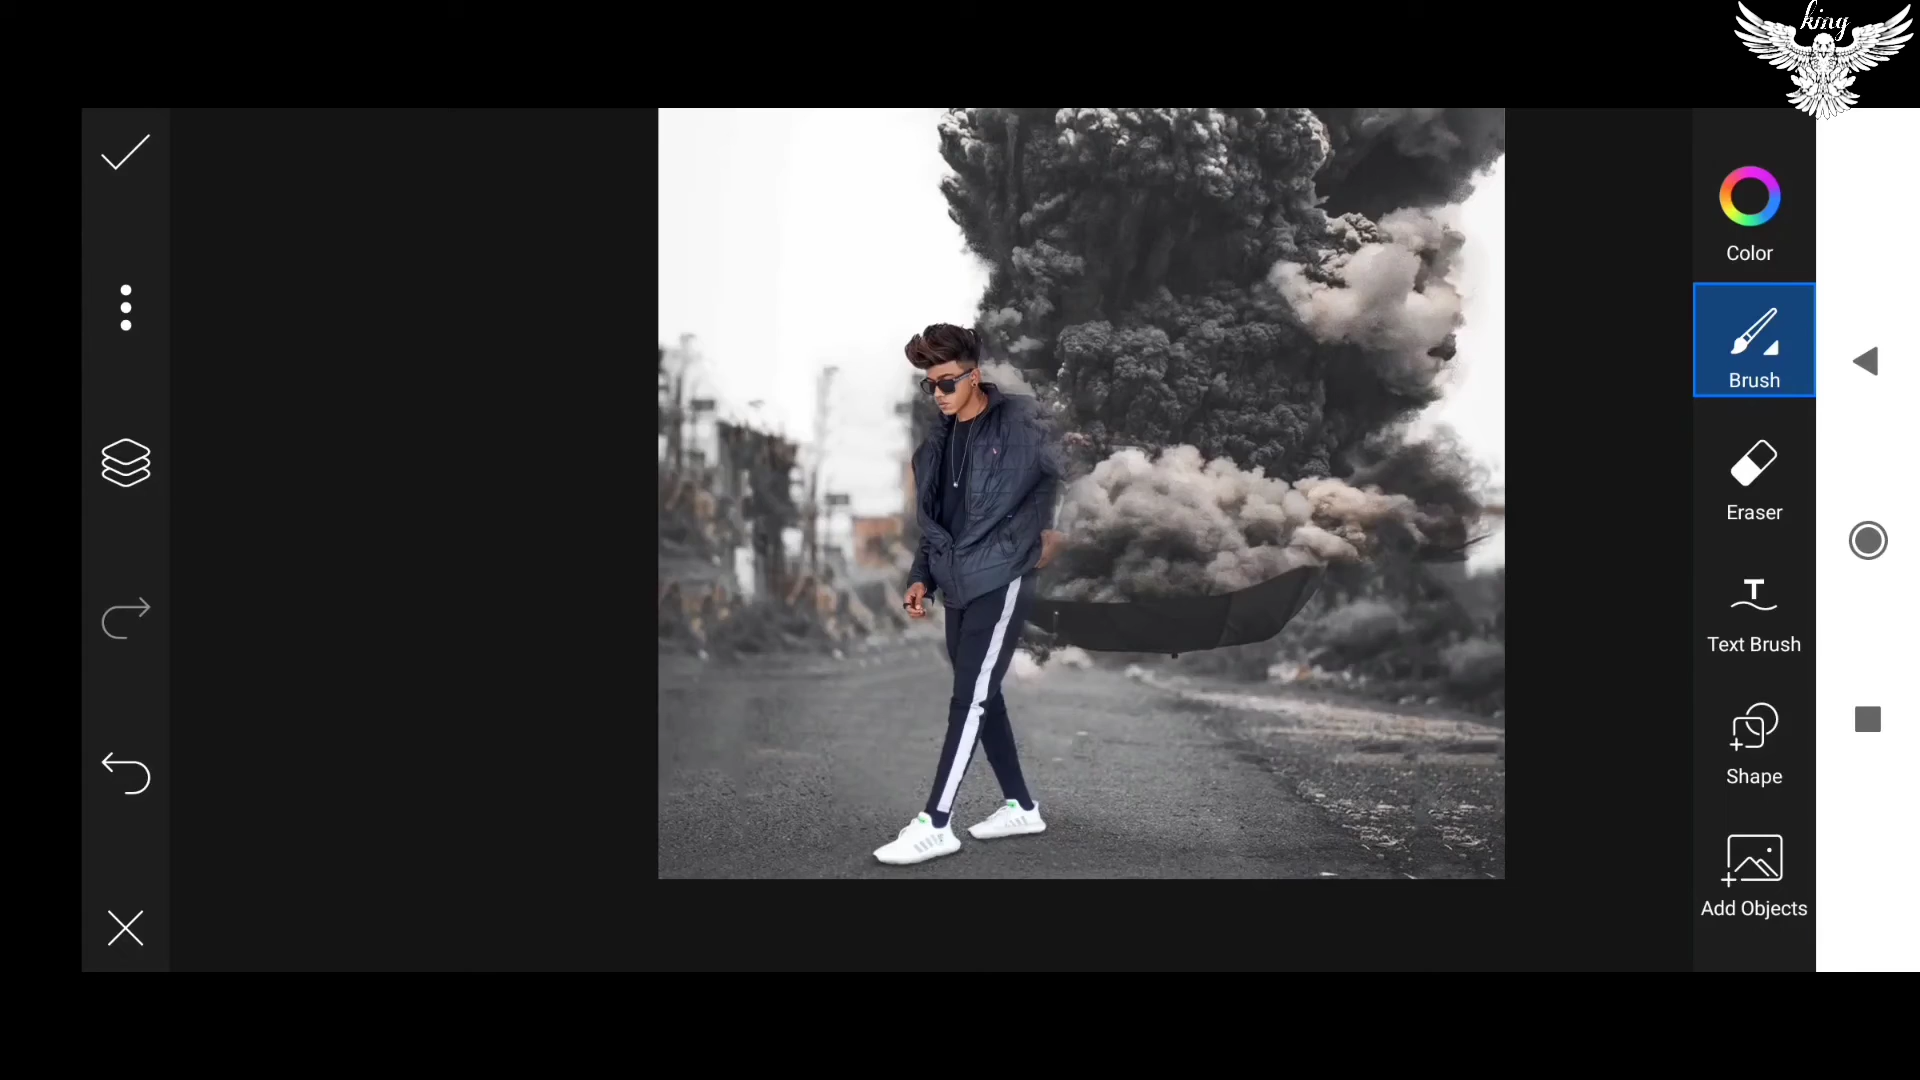 king
Color
Brush
Eraser
Text Brush
Shape
Add Objects